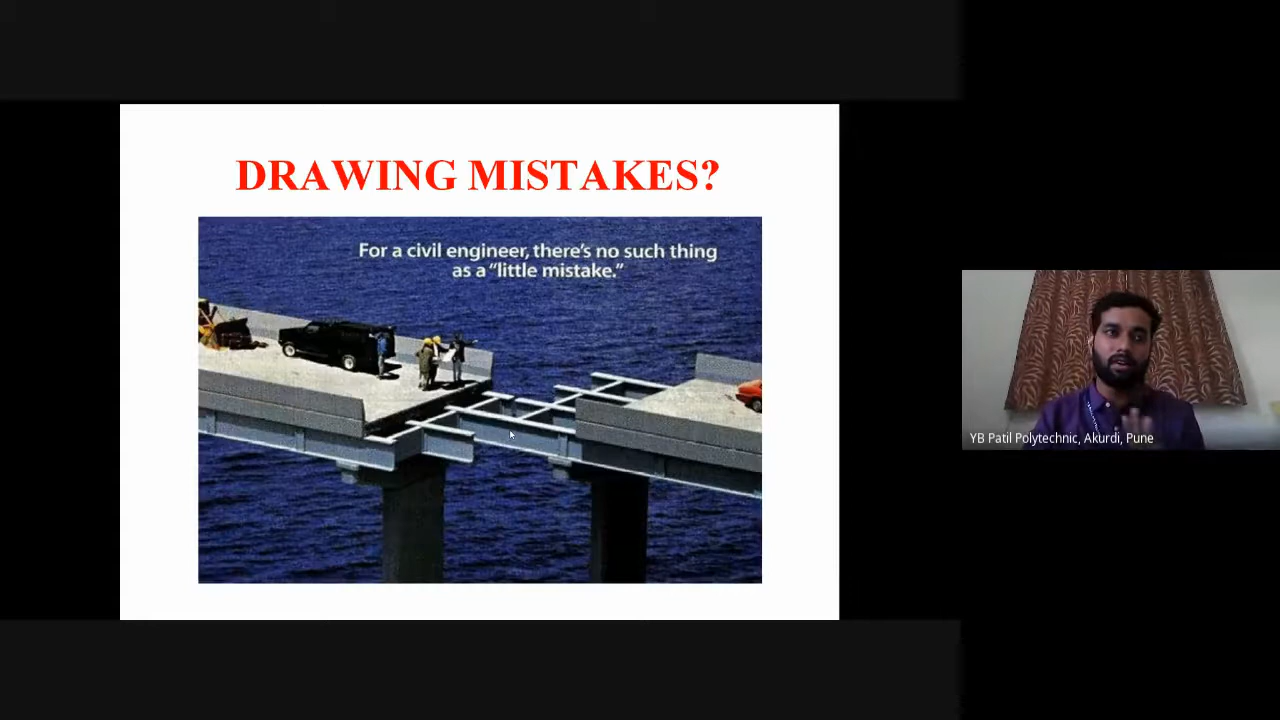 DRAWING MISTAKES?
For a civil engineer, there's no such thing
as a "little mistake."
YB Patil Polytechnic, Akurdi, Pune